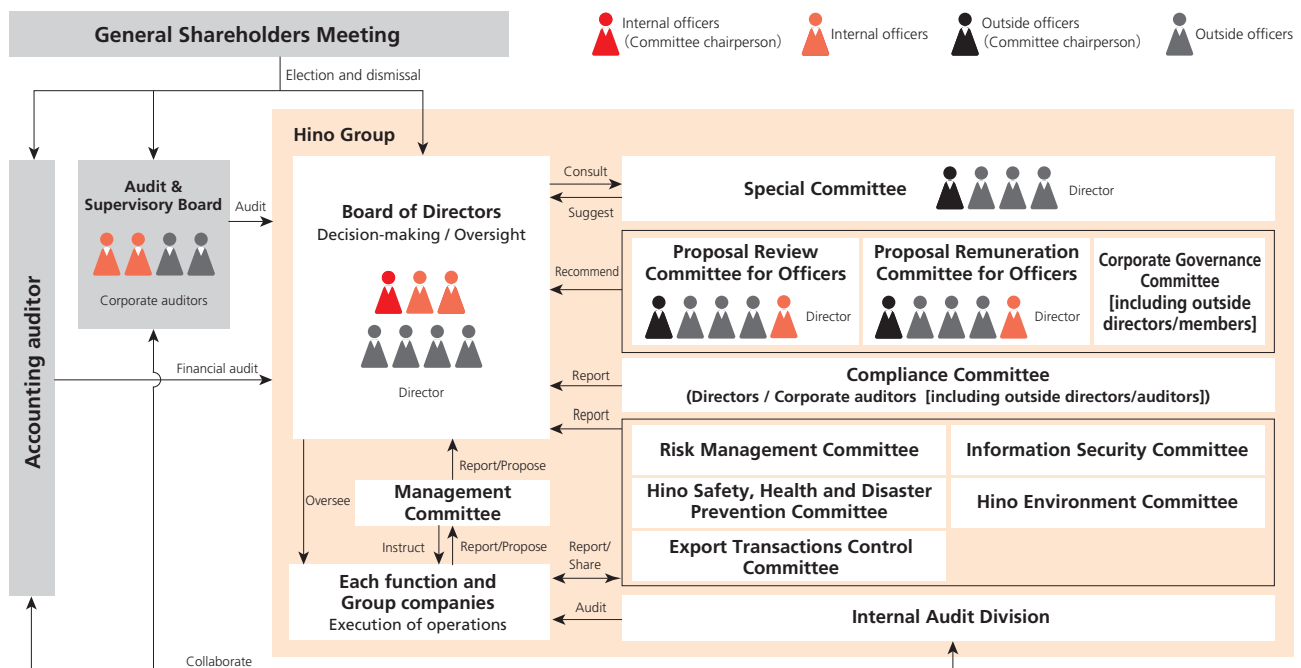 General Shareholders Meeting
Internal officers
(Committee chairperson)
Internal officers
Outside officers
(Committee chairperson)
Outside officers
Election and dismissal
Hino Group
Accounting auditor
Audit &
Supervisory Board
Corporate auditors
Audit
Financial audit
Board of Directors
Decision-making / Oversight
Director
Consult
Suggest
Special Committee
Director
Recommend
Proposal Review
Committee for Officers
Director
Proposal Remuneration
Committee for Officers
Director
Corporate Governance
Committee
[including outside
directors/members]
Report
Compliance Committee
(Directors / Corporate auditors [including outside directors/auditors])
Report
Risk Management Committee
Information Security Committee
Hino Safety, Health and Disaster
Prevention Committee
Hino Environment Committee
Export Transactions Control
Committee
Report/Propose
Oversee
Management
Committee
Instruct
Report/Propose
Report/
Share
Each function and
Group companies
Execution of operations
Audit
Internal Audit Division
Collaborate